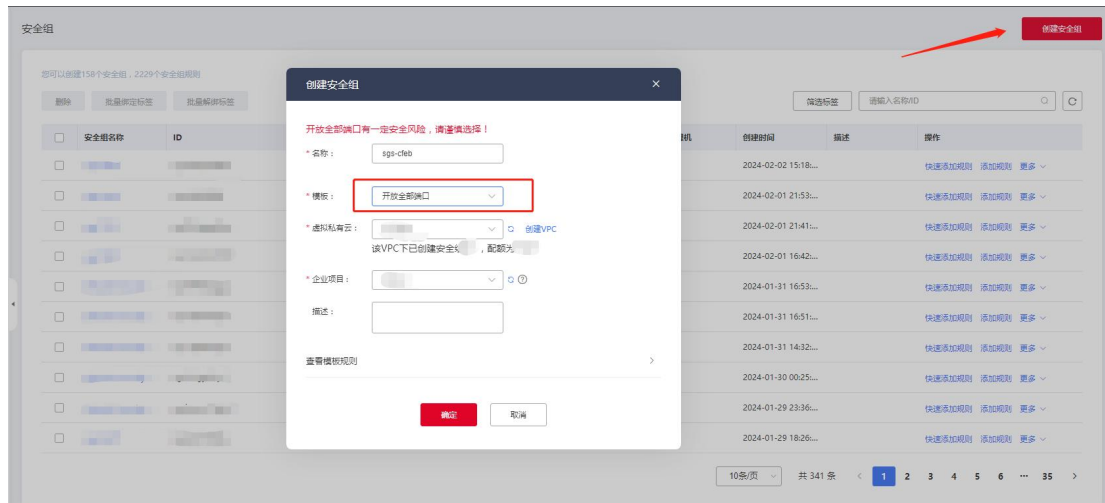 安全组
创建安全组
您可以创建158个安全组，2229个安全组规则
删除 批量绑定标签 批量解绑标签
筛选标签 请输入名称/ID
安全组名称 ID 创建时间 描述 操作
2024-02-02 15:18:... 快速添加规则 添加规则 更多
2024-02-01 21:53:... 快速添加规则 添加规则 更多
2024-02-01 21:41:... 快速添加规则 添加规则 更多
2024-02-01 16:42:... 快速添加规则 添加规则 更多
2024-01-31 16:53:... 快速添加规则 添加规则 更多
2024-01-31 16:51:... 快速添加规则 添加规则 更多
2024-01-31 14:32:... 快速添加规则 添加规则 更多
2024-01-30 00:25:... 快速添加规则 添加规则 更多
2024-01-29 23:36:... 快速添加规则 添加规则 更多
2024-01-29 18:26:... 快速添加规则 添加规则 更多
10条/页 共 341 条 < 1 2 3 4 5 6 ... 35 >
创建安全组
开放全部端口有一定安全风险，请谨慎选择！
* 名称： sgs-cfeb
* 模板： 开放全部端口
* 虚拟私有云： 创建VPC
该VPC下已创建安全 ，配额为
* 企业项目：
描述：
查看模板规则
确定 取消